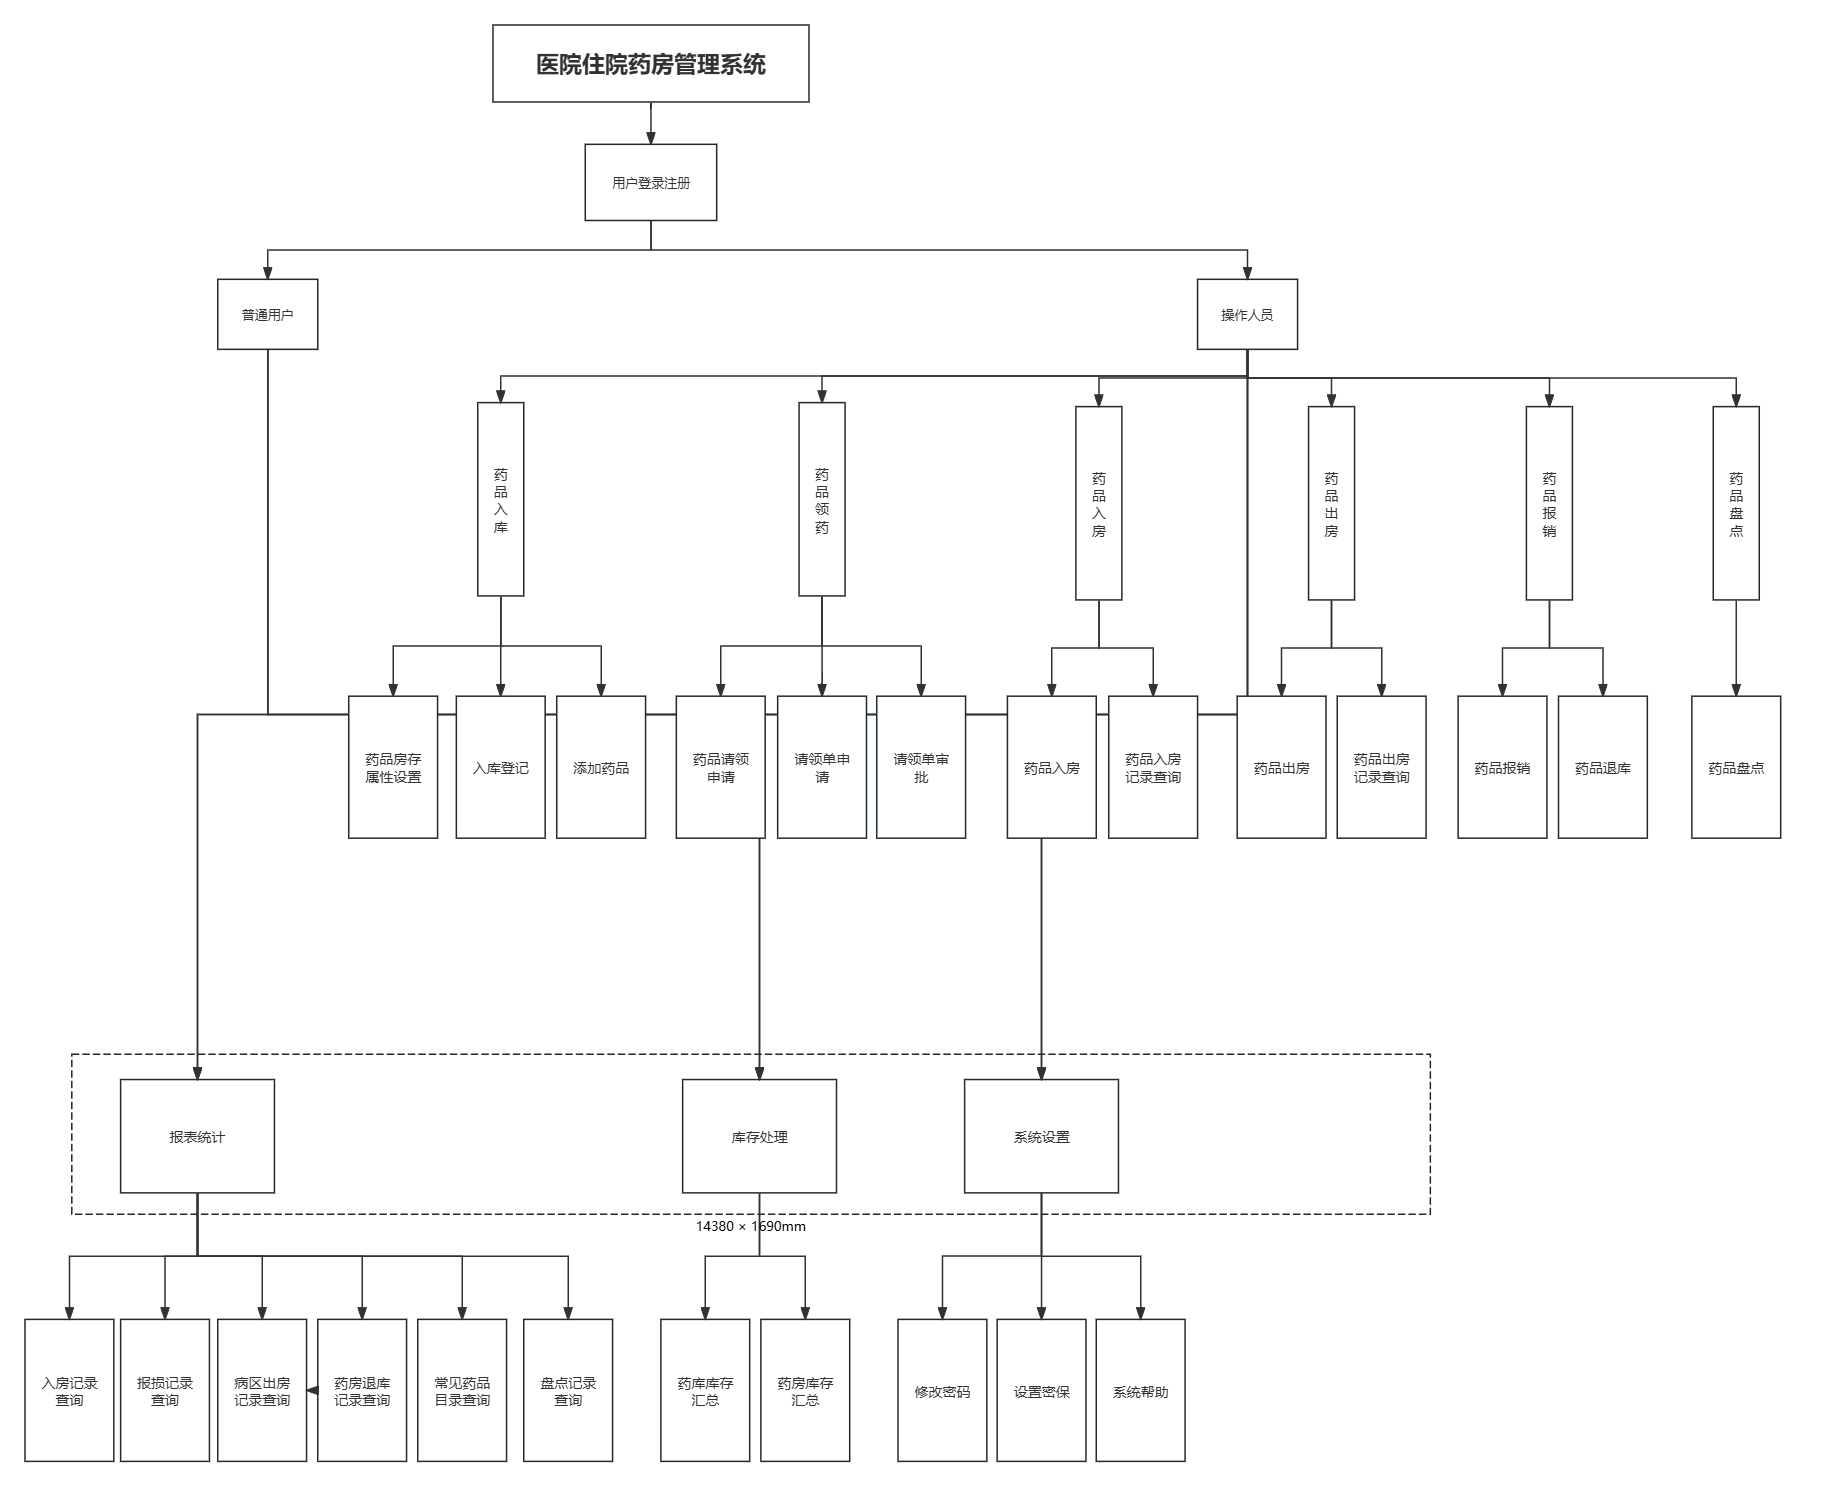 医院住院药房管理系统
用户登录注册
普通用户
操作人员
药
品
入
库
药
品
领
药
药
品
入
房
药
品
出
房
药
品
报
销
药
品
盘
点
药品房存
属性设置
入库登记
添加药品
药品请领
申请
请领单申
请
请领单审
批
药品入房
药品入房
记录查询
药品出房
药品出房
记录查询
药品报销
药品退库
药品盘点
报表统计
库存处理
系统设置
14380 × 1690mm
入房记录
查询
报损记录
查询
病区出房
记录查询
药房退库
记录查询
常见药品
目录查询
盘点记录
查询
药库库存
汇总
药房库存
汇总
修改密码
设置密保
系统帮助